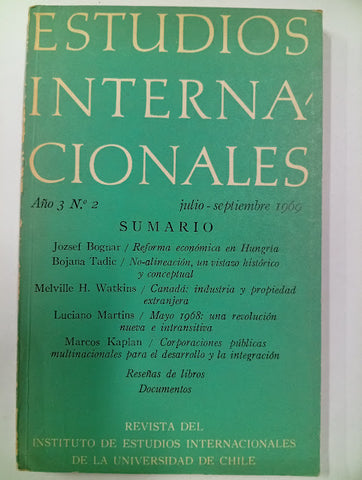 ESTUDIOS
INTERNA-
CIONALES
Año 3 N.º 2 julio-septiembre 1969
SUMARIO
Jozsef Bognar / Reforma económica en Hungría
Bojana Tadic / No-alineación, un vistazo histórico
y conceptual
Melville H. Watkins / Canadá: industria y propiedad
extranjera
Luciano Martins / Mayo 1968: una revolución
nueva e intransitiva
Marcos Kaplan / Corporaciones públicas
multinacionales para el desarrollo y la integración
Reseñas de libros
Documentos
REVISTA DEL
INSTITUTO DE ESTUDIOS INTERNACIONALES
DE LA UNIVERSIDAD DE CHILE